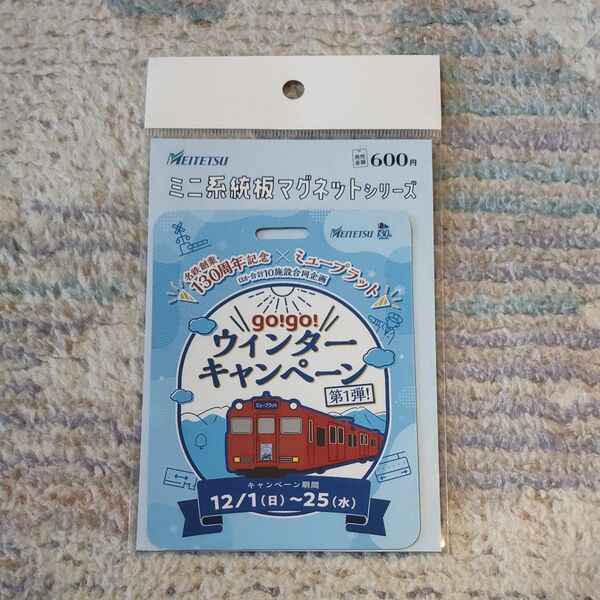 MEITETSU
発売金額 600円
ミニ系統板マグネットシリーズ
MEITETSU 130th
名鉄創業130周年記念×ミュープラット
ほか合計10施設合同企画
go!go!
ウィンター
キャンペーン
第1弾!
ミュープラット
キャンペーン期間
12/1(日)~25(水)